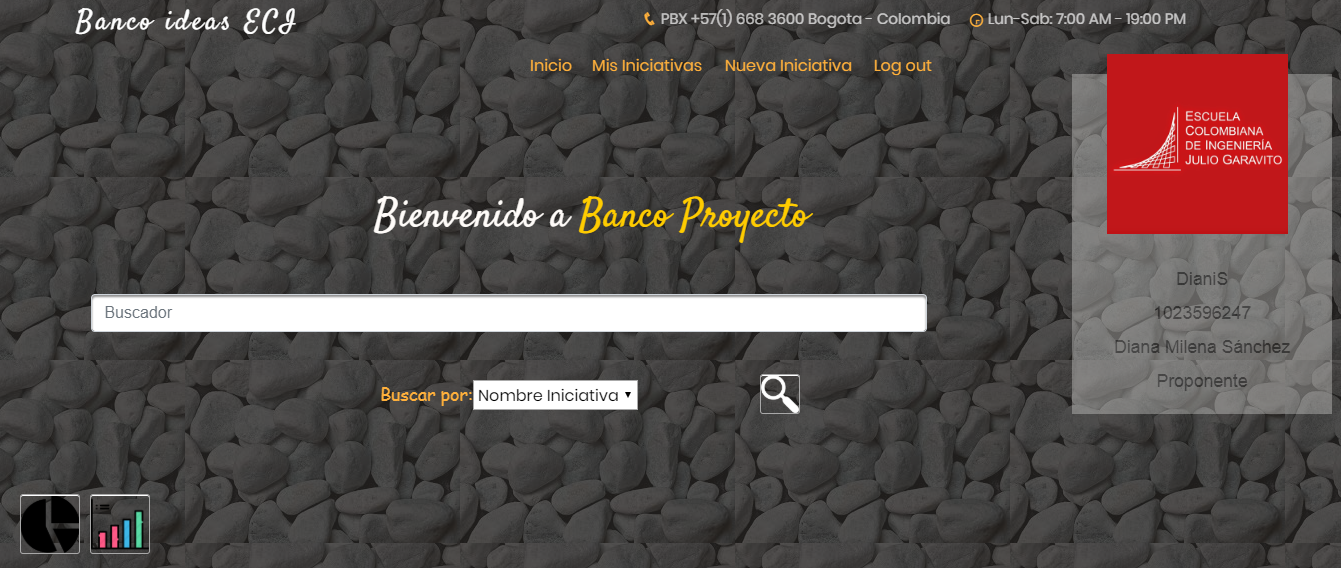 Banco ideas ECI
PBX +57(1) 668 3600 Bogota - Colombia
Lun-Sab: 7:00 AM - 19:00 PM
Inicio
Mis Iniciativas
Nueva Iniciativa
Log out
ESCUELA
COLOMBIANA
DE INGENIERÍA
JULIO GARAVITO
Bienvenido a Banco Proyecto
DianiS
1023596247
Diana Milena Sánchez
Proponente
Buscador
Buscar por: Nombre Iniciativa